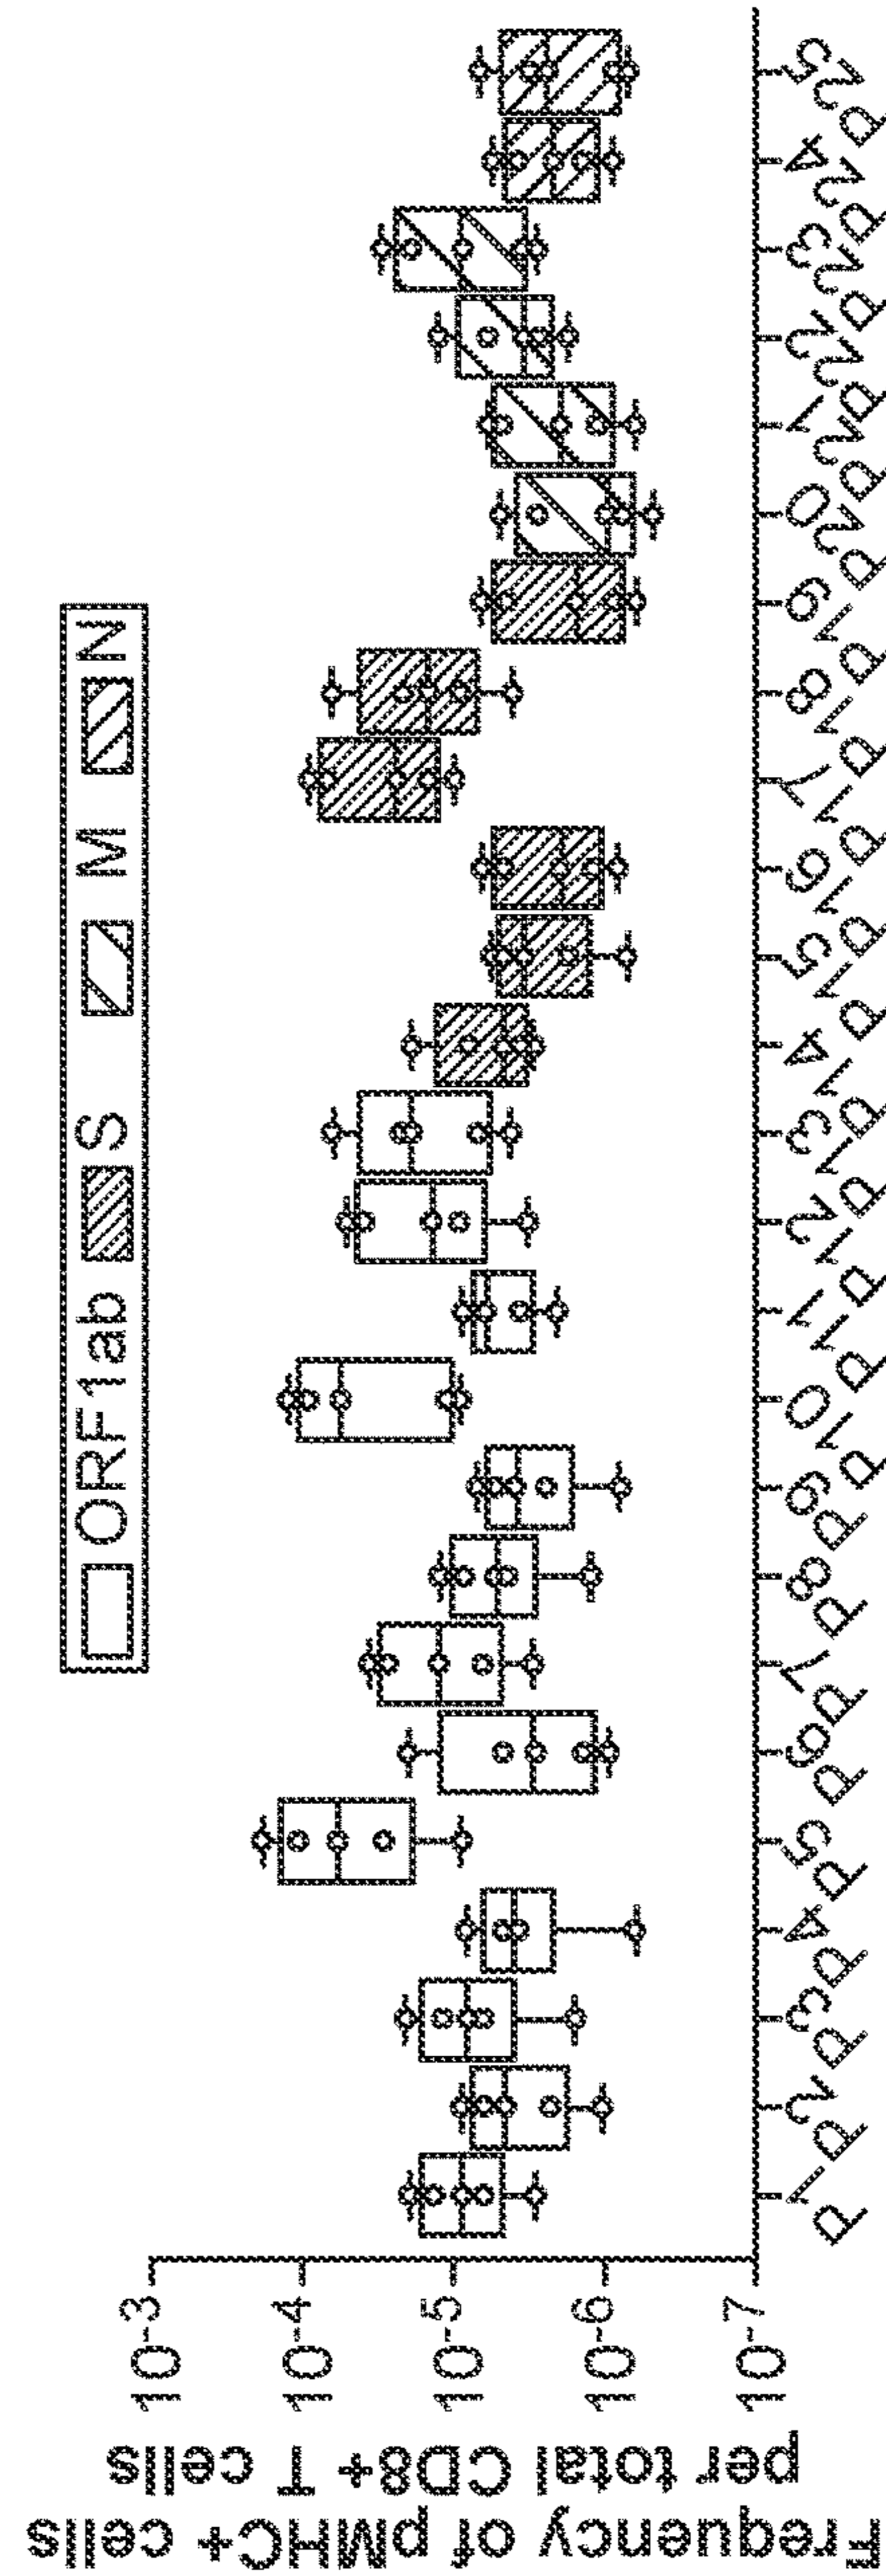 ORF1ab S M N
Frequency of pMHC+ cells
per total CD8+ T cells
10-3
10-4
10-5
10-6
10-7
P1 P2 P3 P4 P5 P6 P7 P8 P9 P10 P11 P12 P13 P14 P15 P16 P17 P18 P19 P20 P21 P22 P23 P24 P25